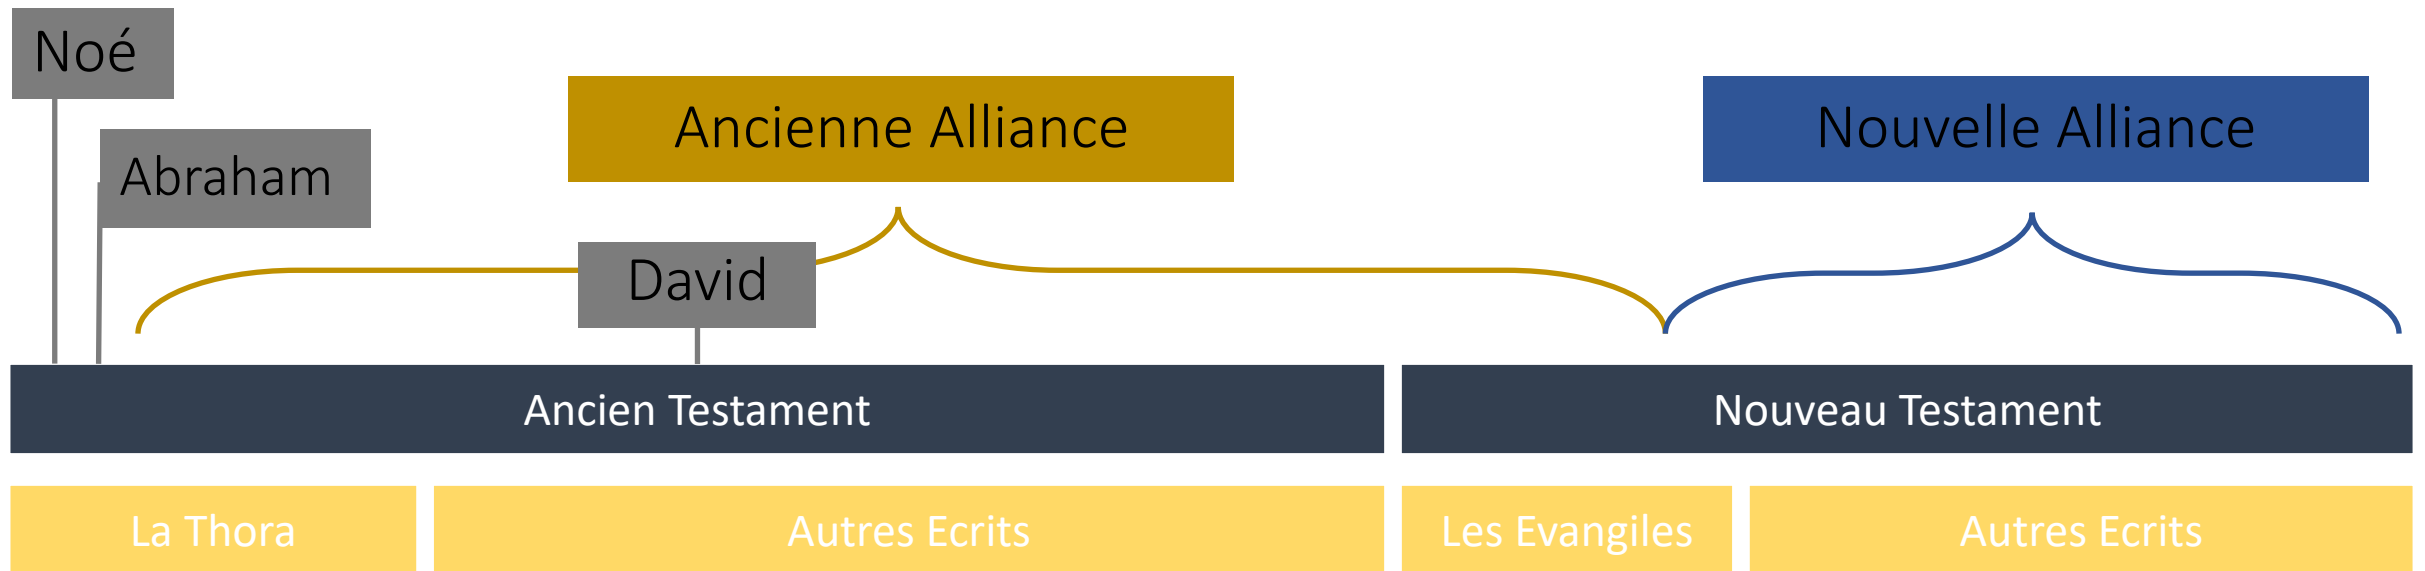 Noé
Ancienne Alliance
Nouvelle Alliance
Abraham
David
Ancien Testament
Nouveau Testament
La Thora
Autres Ecrits
Les Evangiles
Autres Ecrits